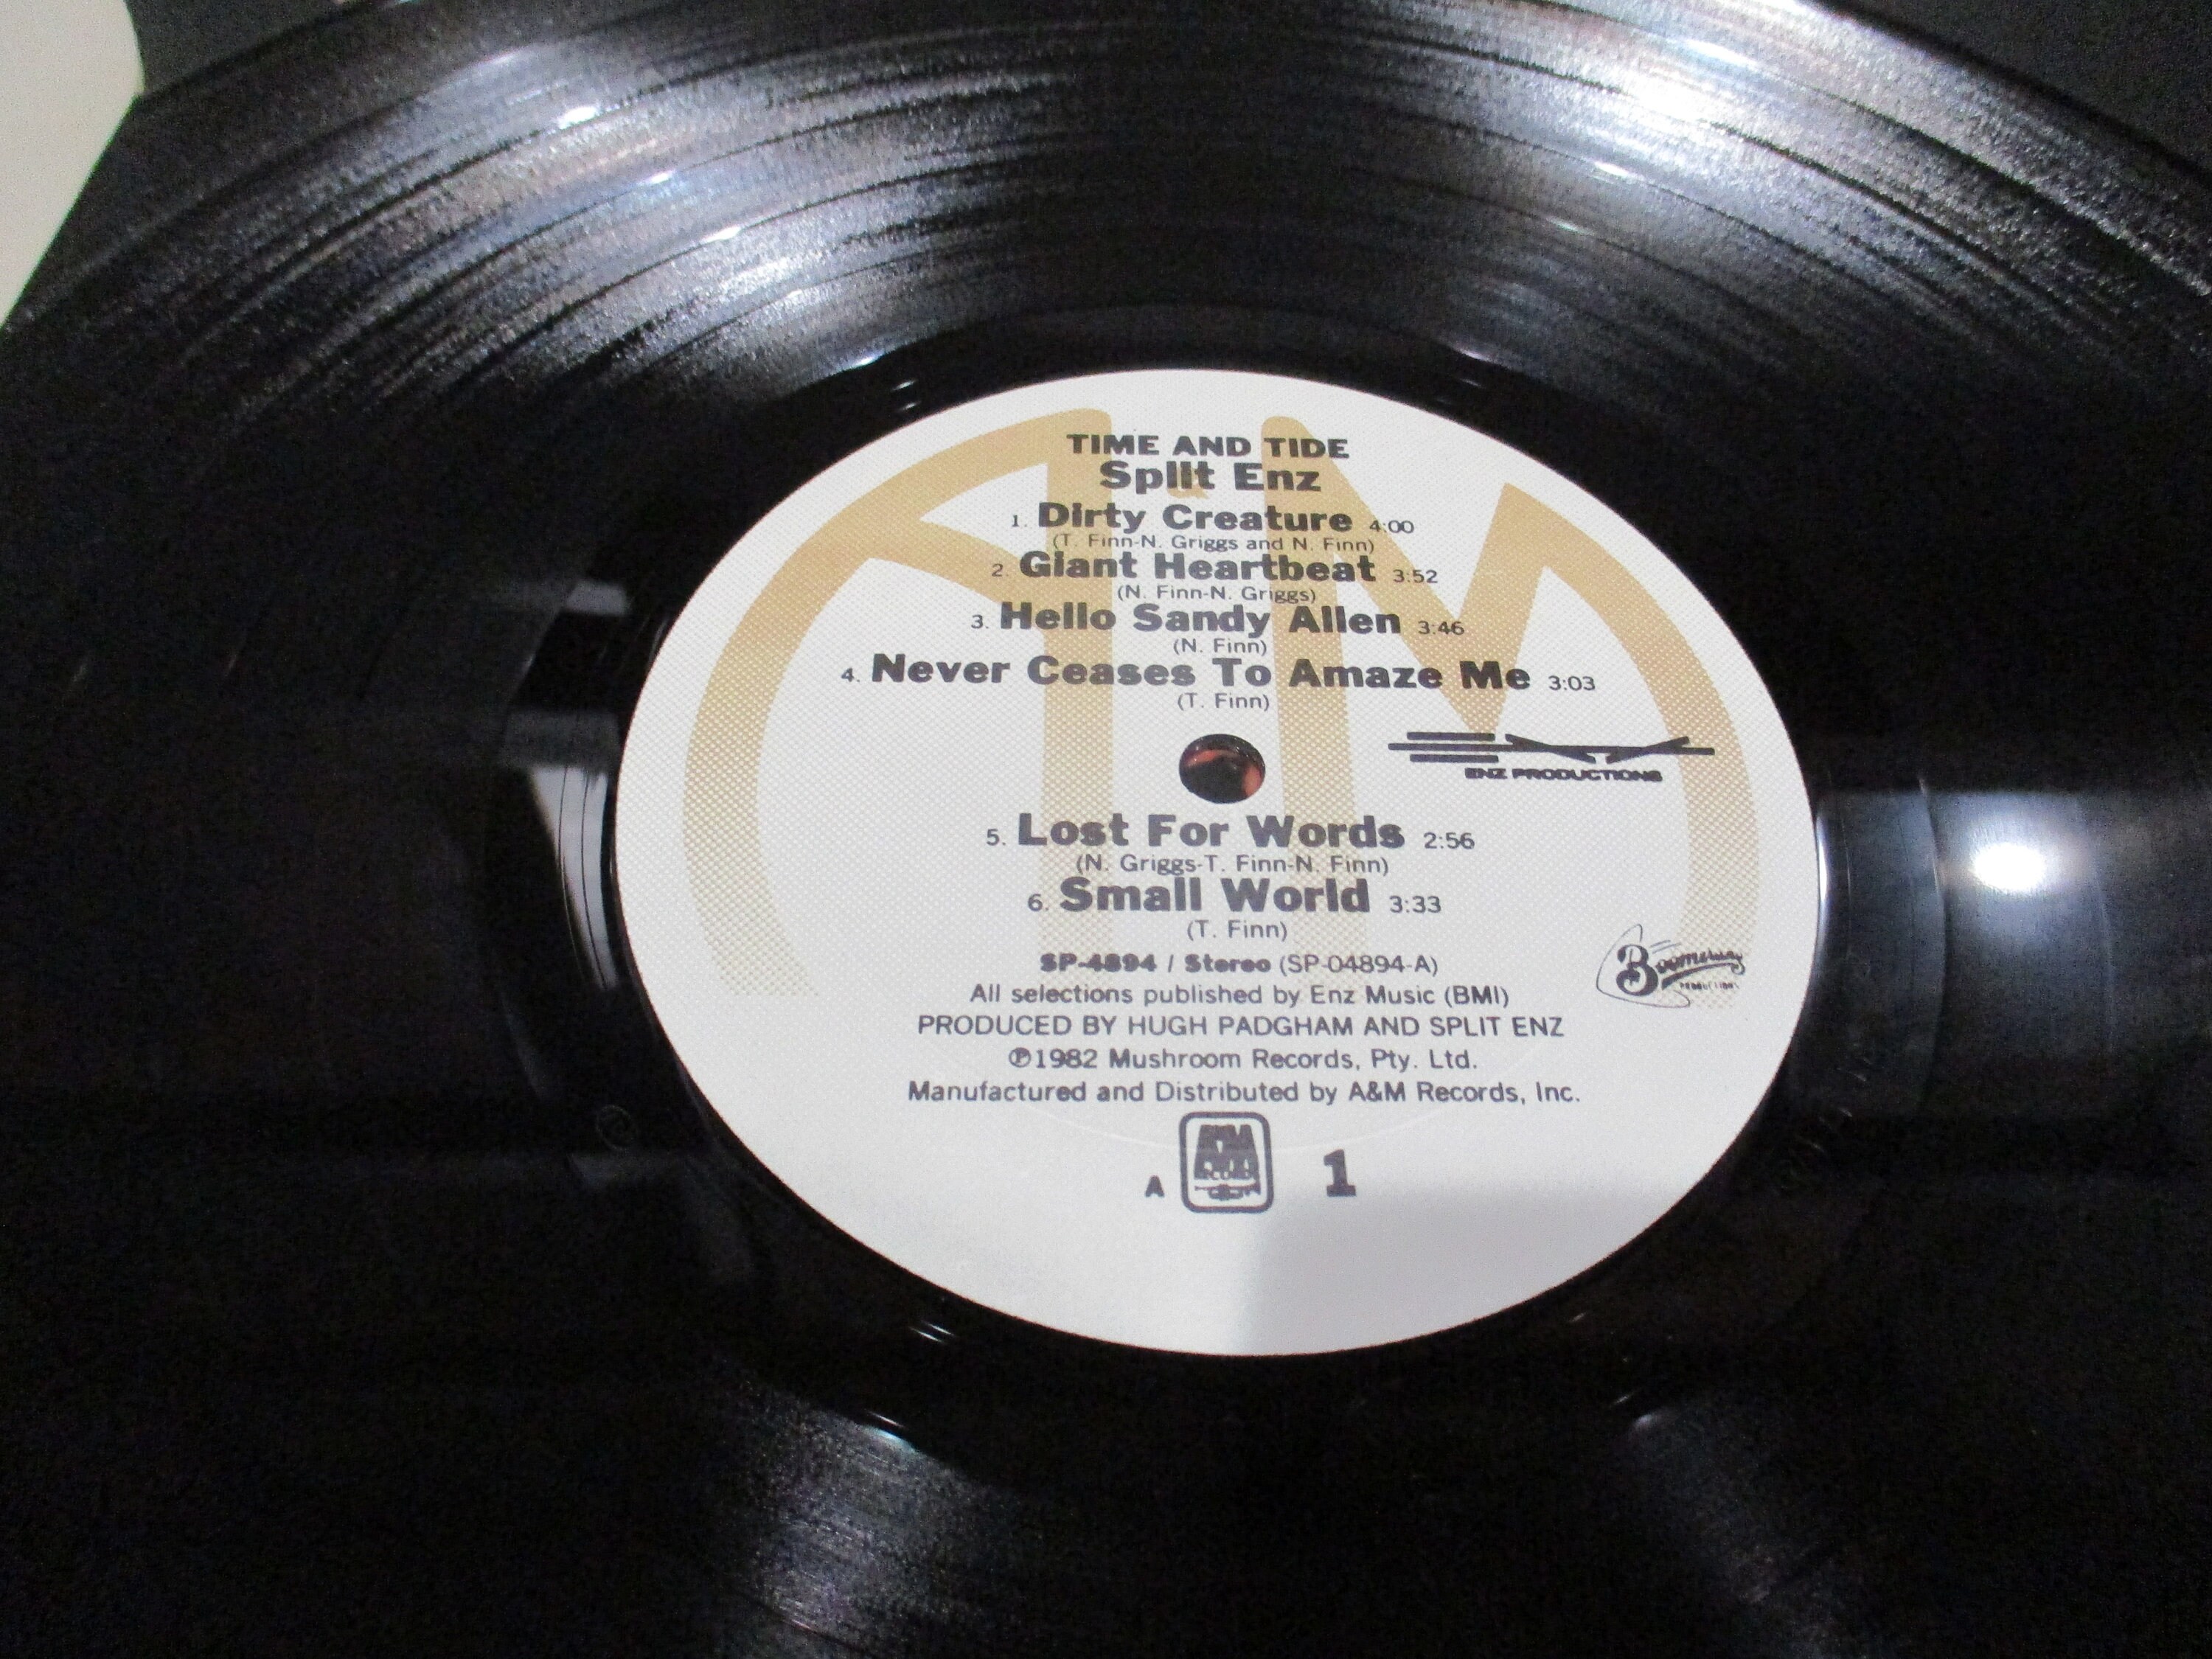 TIME AND TIDE
Split Enz
1. Dirty Creature 4:00
(T. Finn-N. Griggs and N. Finn)
2. Giant Heartbeat 3:52
(N. Finn-N. Griggs)
3. Hello Sandy Allen 3:46
(N. Finn)
4. Never Ceases To Amaze Me 3:03
(T. Finn)
ENZ PRODUCTIONS
5. Lost For Words 2:56
(N. Griggs-T. Finn-N. Finn)
6. Small World 3:33
(T. Finn)
SP-4894 / Stereo (SP-04894-A)
Boomerang
PRODUCTIONS
All selections published by Enz Music (BMI)
PRODUCED BY HUGH PADGHAM AND SPLIT ENZ
℗1982 Mushroom Records, Pty. Ltd.
Manufactured and Distributed by A&M Records, Inc.
A 1